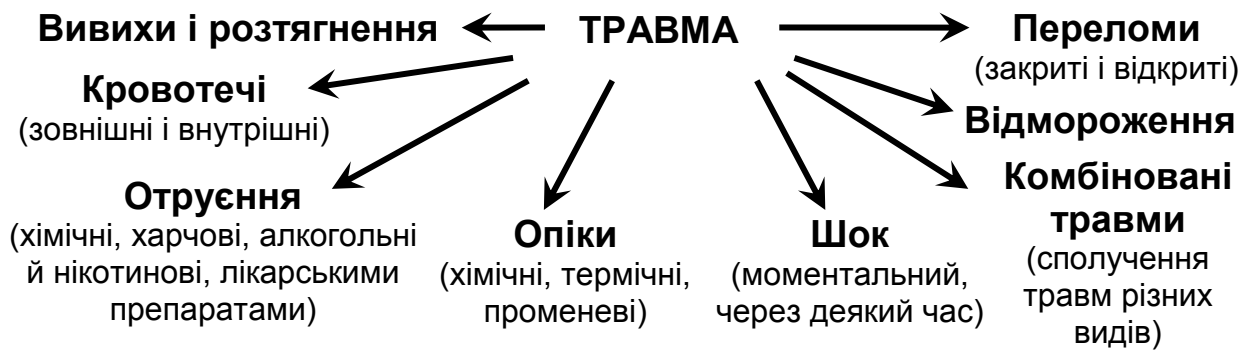 ТРАВМА
Вивихи і розтягнення
Кровотечі
(зовнішні і внутрішні)
Отруєння
(хімічні, харчові, алкогольні
й нікотинові, лікарськими
препаратами)
Опіки
(хімічні, термічні,
променеві)
Шок
(моментальний,
через деякий час)
Переломи
(закриті і відкриті)
Відмороження
Комбіновані
травми
(сполучення
травм різних
видів)